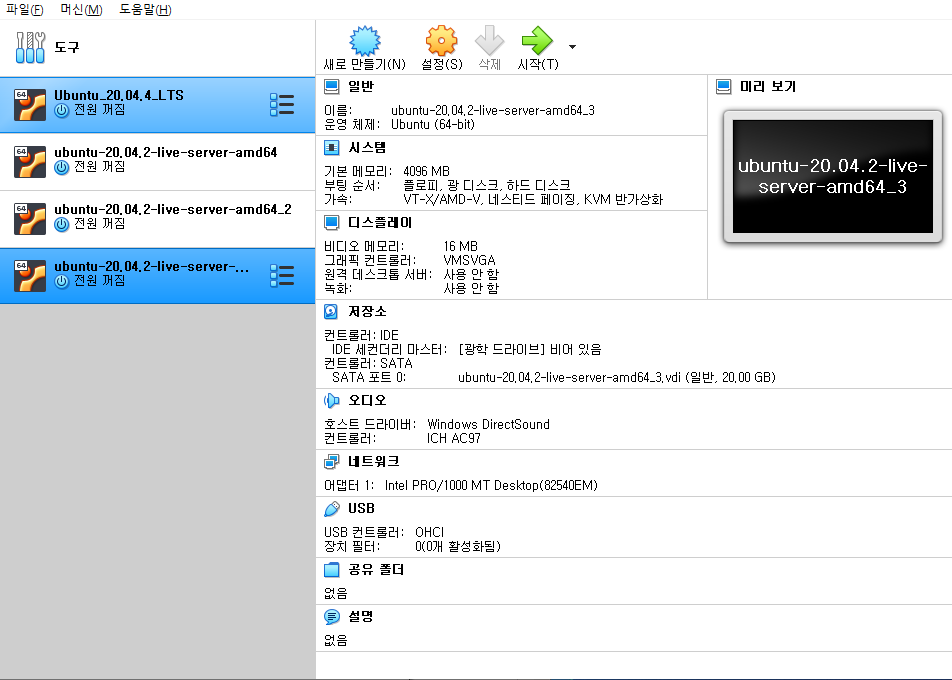 파일(F) 머신(M) 도움말(H)
도구
새로 만들기(N) 설정(S) 삭제 시작(T)
64 Ubuntu_20.04.4_LTS
전원 꺼짐
64 ubuntu-20.04.2-live-server-amd64
전원 꺼짐
64 ubuntu-20.04.2-live-server-amd64_2
전원 꺼짐
64 ubuntu-20.04.2-live-server-...
전원 꺼짐
일반
이름: ubuntu-20.04.2-live-server-amd64_3
운영 체제: Ubuntu (64-bit)
시스템
기본 메모리: 4096 MB
부팅 순서: 플로피, 광 디스크, 하드 디스크
가속: VT-X/AMD-V, 네스티드 페이징, KVM 반가상화
디스플레이
비디오 메모리: 16 MB
그래픽 컨트롤러: VMSVGA
원격 데스크톱 서버: 사용 안 함
녹화: 사용 안 함
미리 보기
ubuntu-20.04.2-live-
server-amd64_3
저장소
컨트롤러: IDE
IDE 세컨더리 마스터: [광학 드라이브] 비어 있음
컨트롤러: SATA
SATA 포트 0: ubuntu-20.04.2-live-server-amd64_3.vdi (일반, 20.00 GB)
오디오
호스트 드라이버: Windows DirectSound
컨트롤러: ICH AC97
네트워크
어댑터 1: Intel PRO/1000 MT Desktop(82540EM)
USB
USB 컨트롤러: OHCI
장치 필터: 0(0개 활성화됨)
공유 폴더
없음
설명
없음